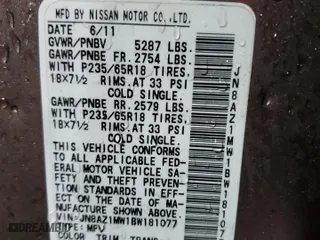 MFD BY NISSAN MOTOR CO.,LTD.
DATE 6/11
GVWR/PNBV 5287 LBS.
GAWR/PNBE FR. 2754 LBS.
WITH P235/65R18 TIRES,
18X7½ RIMS.AT 33 PSI
COLD SINGLE.
GAWR/PNBE RR. 2579 LBS.
WITH P235/65R18 TIRES,
18X7½ RIMS.AT 33 PSI
COLD SINGLE.
THIS VEHICLE CONFORMS
TO ALL APPLICABLE FED-
ERAL MOTOR VEHICLE SA-
FETY AND THEFT PREVEN-
TION STANDARDS IN EFF-
ECT ON THE DATE OF MA-
NUFACTURE SHOWN ABOVE.
VIN:JN8AZ1MW1BW181077
TYPE:MPV
COLOR TRIM TRANS